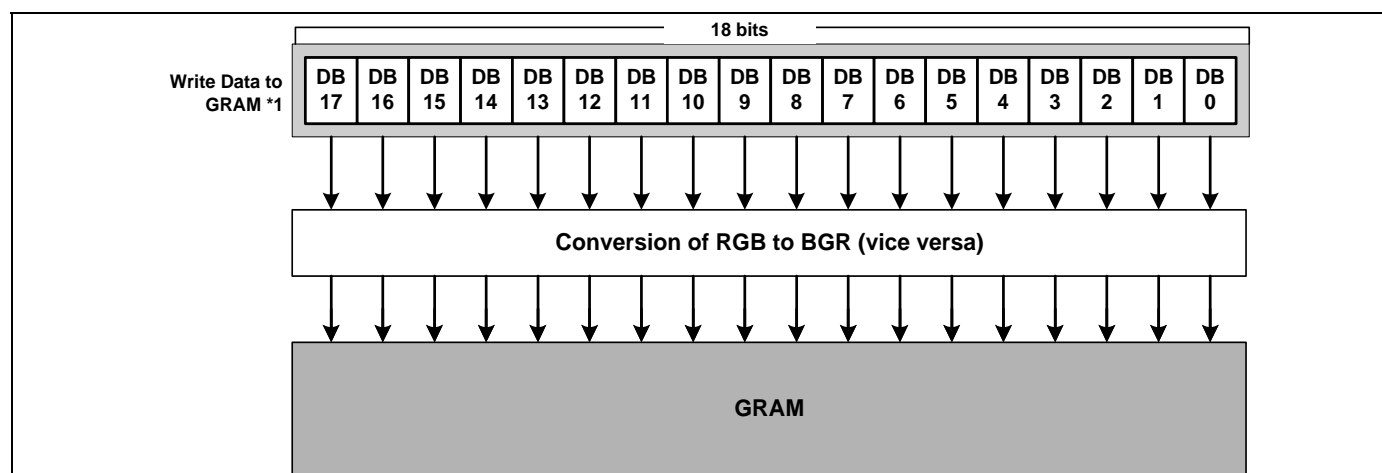 18 bits
Write Data to
GRAM *1
DB DB DB DB DB DB DB DB DB DB DB DB DB DB DB DB DB DB
17 16 15 14 13 12 11 10 9 8 7 6 5 4 3 2 1 0
Conversion of RGB to BGR (vice versa)
GRAM